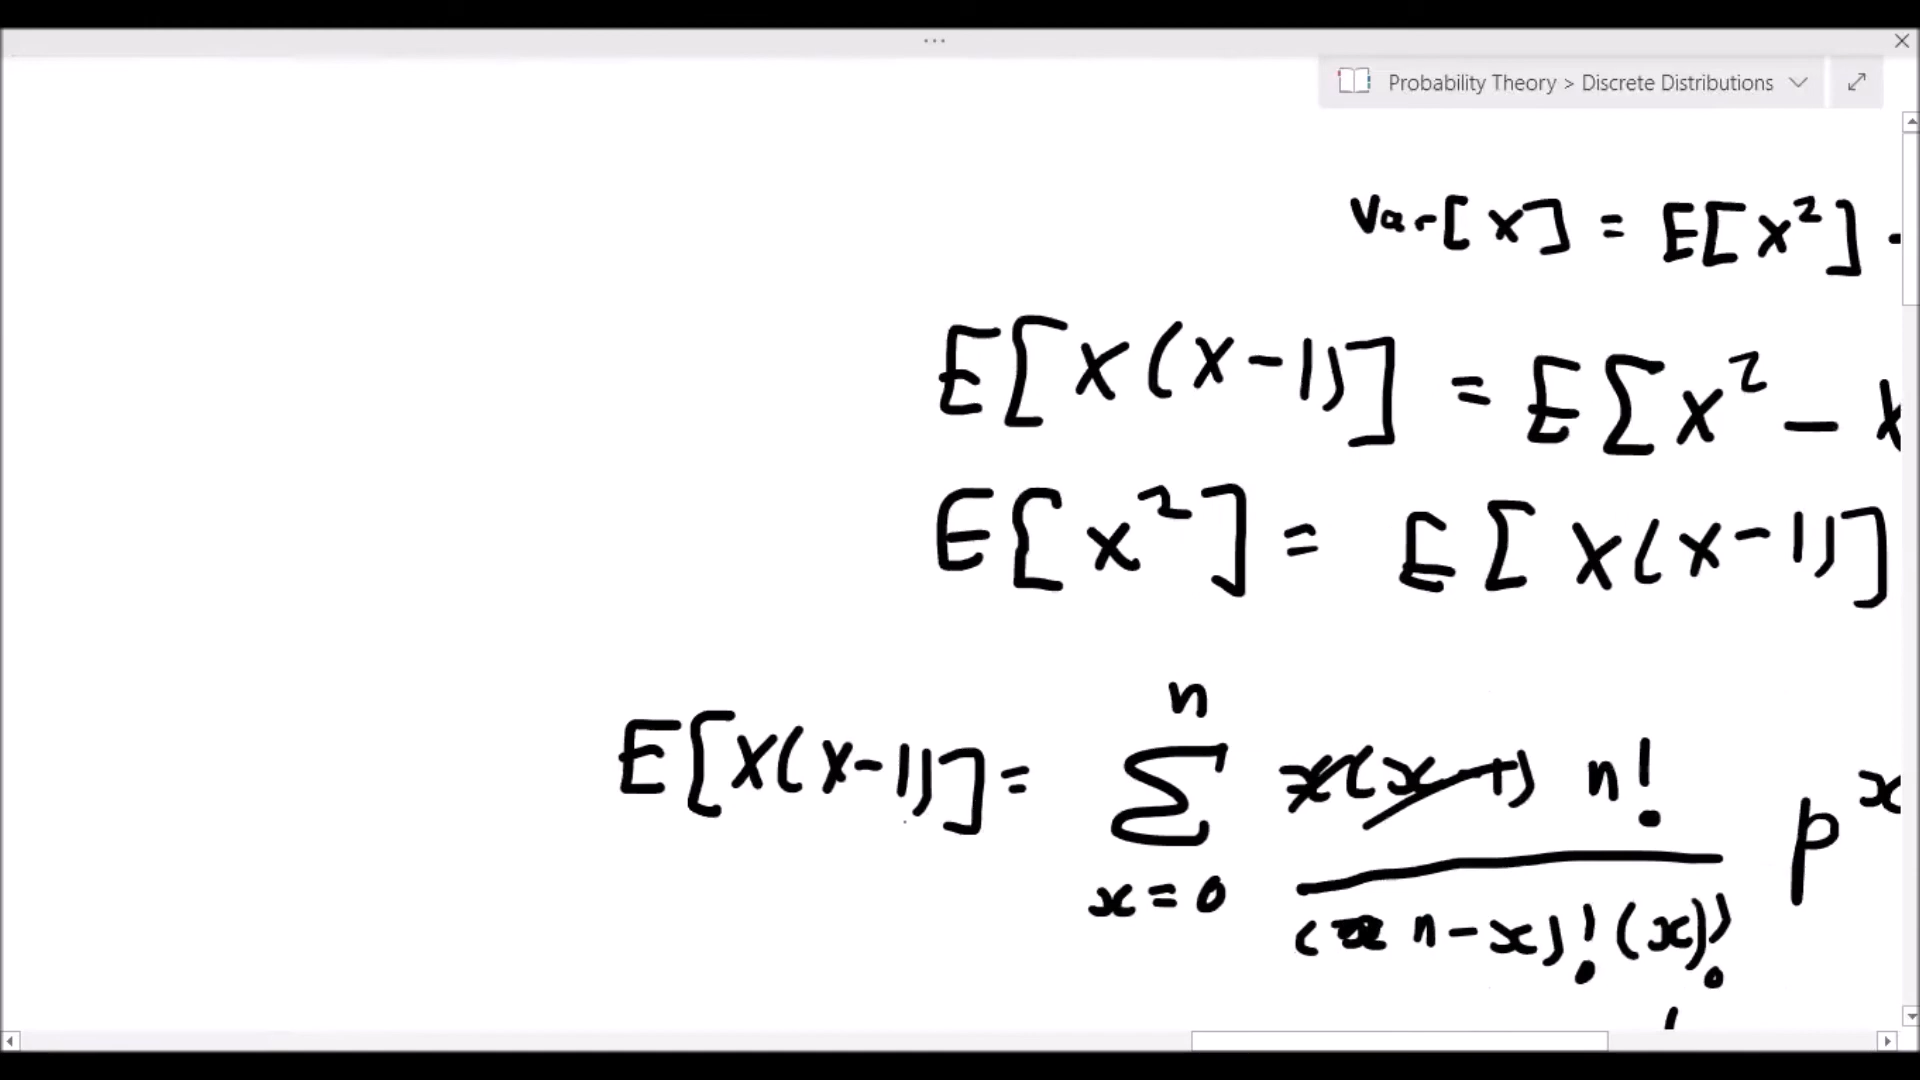 Probability Theory > Discrete Distributions
Var[X] = E[X²] -
E[X(X-1)] = E[X² - X
E[X²] = E[X(X-1)]
n
E[X(X-1)] = Σ x(x-1) n! p^x
x=0 (n-x)!(x)!